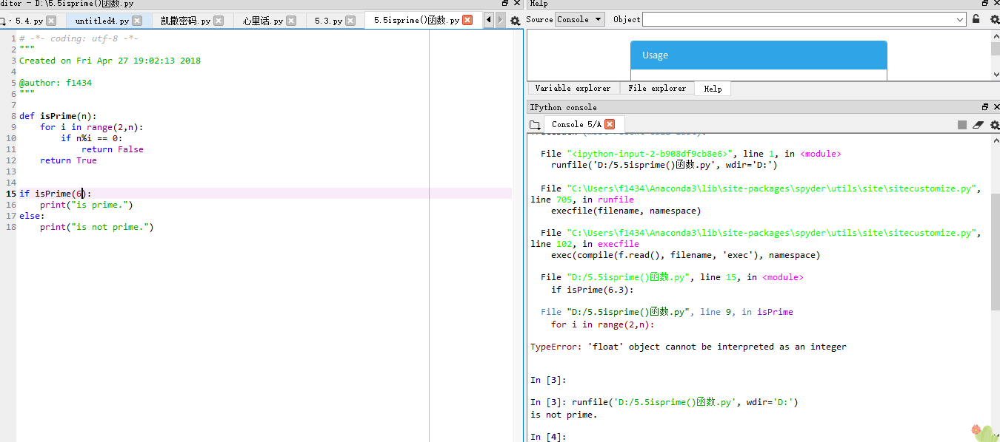 ditor - D:\5.5isprime()函数.py
5.4.py
untitled4.py
凯撒密码.py
心里话.py
5.3.py
5.5isprime()函数.py
1 # -*- coding: utf-8 -*-
2 """
3 Created on Fri Apr 27 19:02:13 2018
4
5 @author: f1434
6 """
7
8 def isPrime(n):
9     for i in range(2,n):
10         if n%i == 0:
11             return False
12     return True
13
14
15 if isPrime(6):
16     print("is prime.")
17 else:
18     print("is not prime.")
Help
Source Console Object
Usage
Variable explorer File explorer Help
IPython console
Console 5/A
File "<ipython-input-2-b908df9cb8e6>", line 1, in <module>
runfile('D:/5.5isprime()函数.py', wdir='D:')
File "C:\Users\f1434\Anaconda3\lib\site-packages\spyder\utils\site\sitecustomize.py",
line 705, in runfile
execfile(filename, namespace)
File "C:\Users\f1434\Anaconda3\lib\site-packages\spyder\utils\site\sitecustomize.py",
line 102, in execfile
exec(compile(f.read(), filename, 'exec'), namespace)
File "D:/5.5isprime()函数.py", line 15, in <module>
if isPrime(6.3):
File "D:/5.5isprime()函数.py", line 9, in isPrime
for i in range(2,n):
TypeError: 'float' object cannot be interpreted as an integer
In [3]:
In [3]: runfile('D:/5.5isprime()函数.py', wdir='D:')
is not prime.
In [4]: